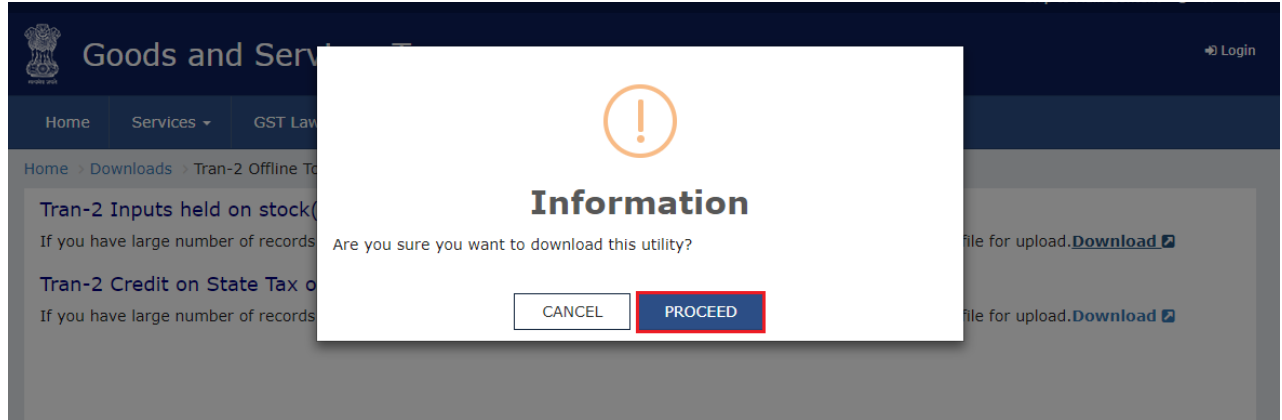 Goods and Serv
Login
Home Services GST Law
Home > Downloads > Tran-2 Offline To
Tran-2 Inputs held on stock(
If you have large number of records
file for upload.Download
Tran-2 Credit on State Tax o
If you have large number of records
file for upload.Download
Information
Are you sure you want to download this utility?
CANCEL PROCEED